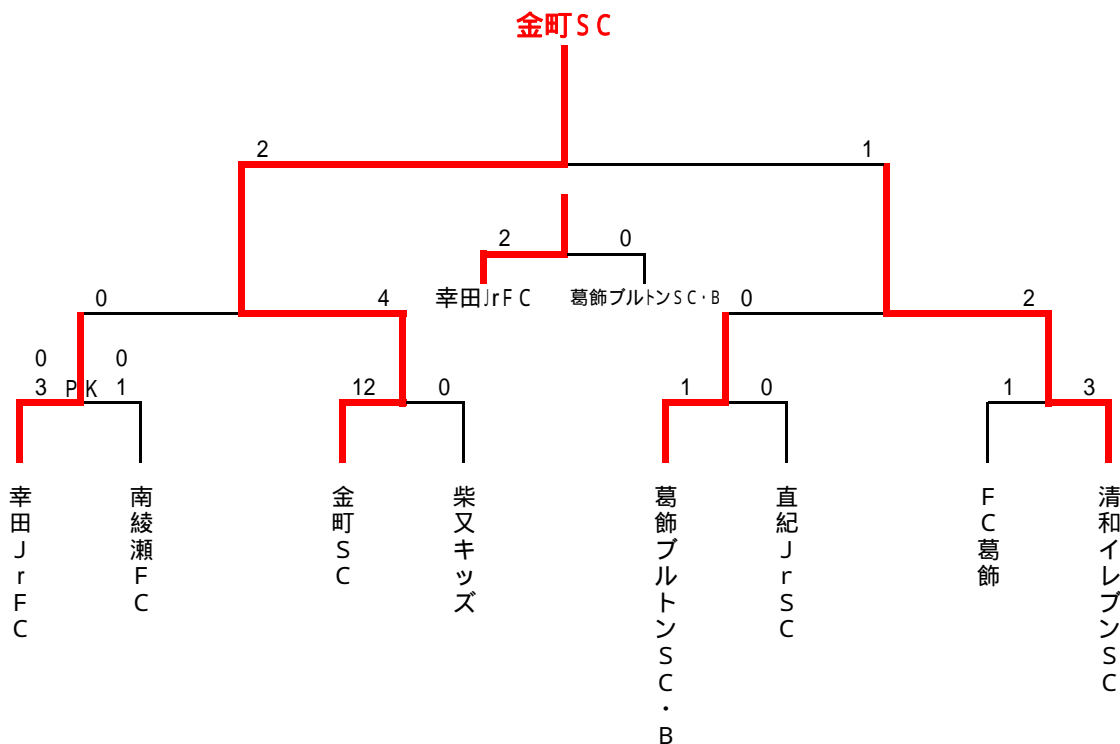 金町SC
2 1
2 0
幸田JrFC 葛飾ブルトンSC・B
0 4 0 2
0 0
3 PK 1 12 0 1 0 1 3
幸田JrFC
南綾瀬FC
金町SC
柴又キッズ
葛飾ブルトンSC・B
直紀JrSC
FC葛飾
清和イレブンSC